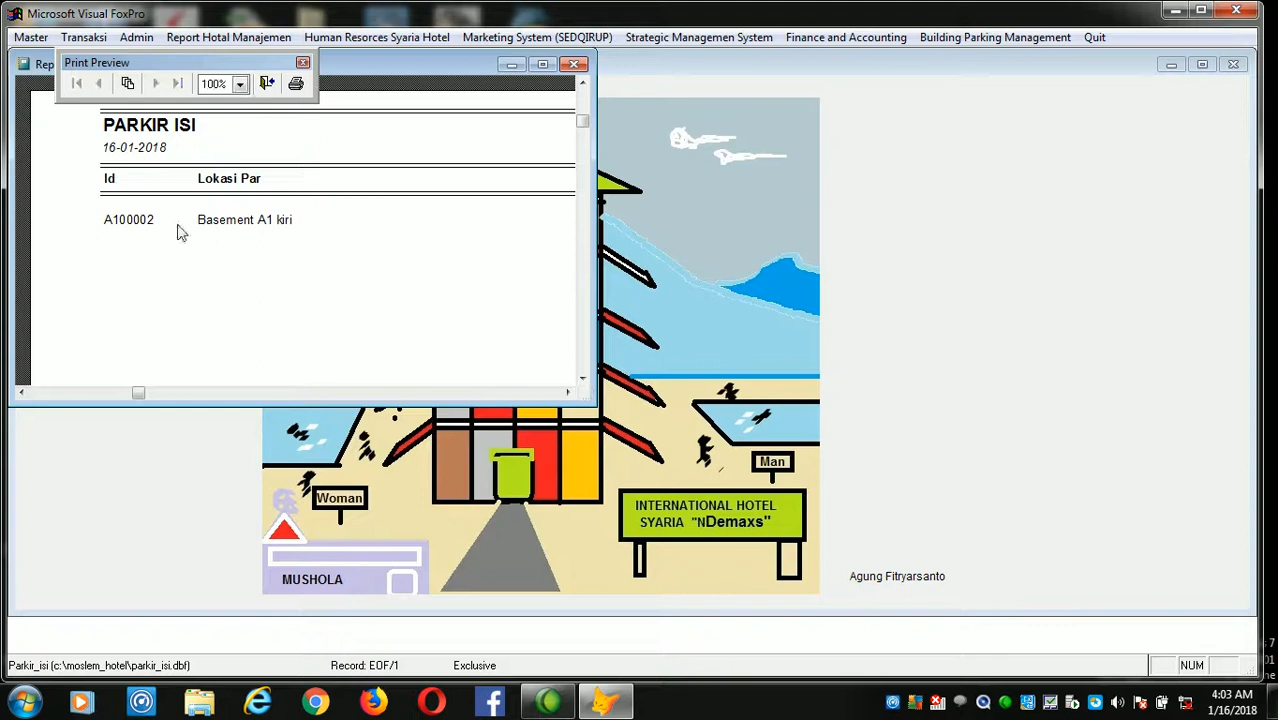 Microsoft Visual FoxPro
Master Transaksi Admin Report Hotal Manajemen Human Resorces Syaria Hotel Marketing System (SEDQIRUP) Strategic Managemen System Finance and Accounting Building Parking Management Quit
Rep
Print Preview
100%
PARKIR ISI
16-01-2018
Id Lokasi Par
A100002 Basement A1 kiri
Man
Woman
INTERNATIONAL HOTEL
SYARIA "NDemaxs"
MUSHOLA
Agung Fitryarsanto
Parkir_isi (c:\moslem_hotel\parkir_isi.dbf) Record: EOF/1 Exclusive NUM
4:03 AM
1/16/2018